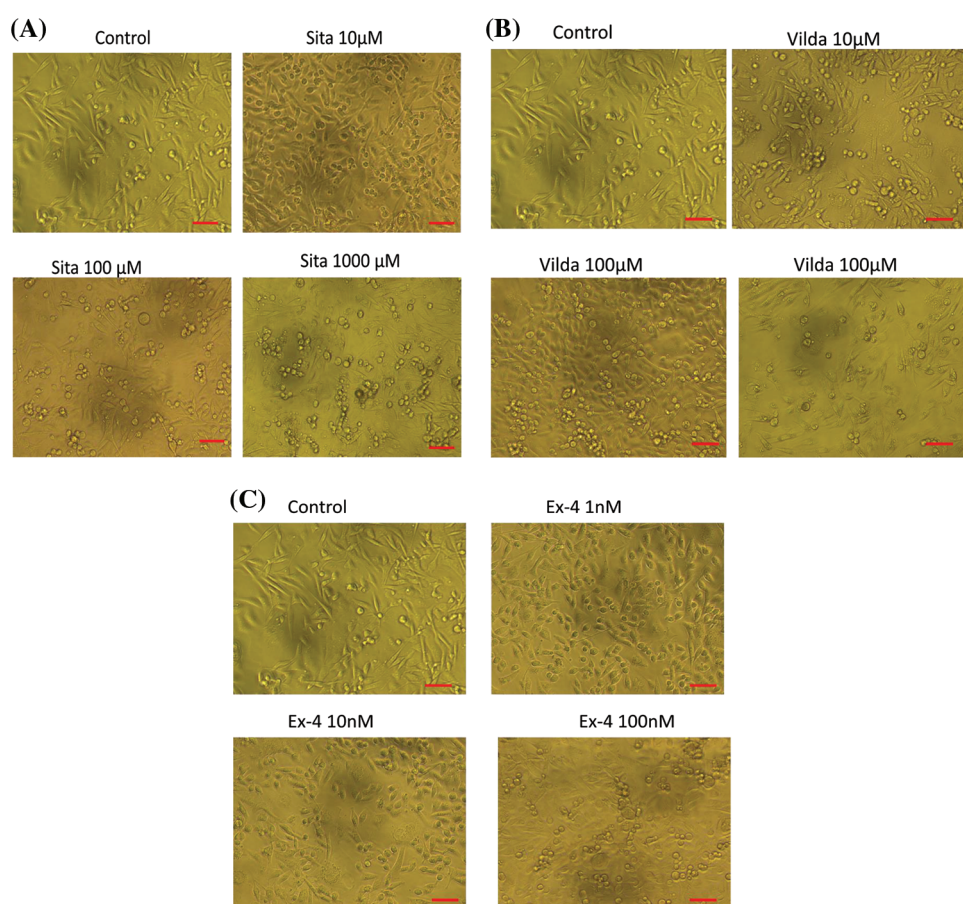 (A)
Control
Sita 10μM
Sita 100 μM
Sita 1000 μM
(B)
Control
Vilda 10μM
Vilda 100μM
Vilda 100μM
(C)
Control
Ex-4 1nM
Ex-4 10nM
Ex-4 100nM